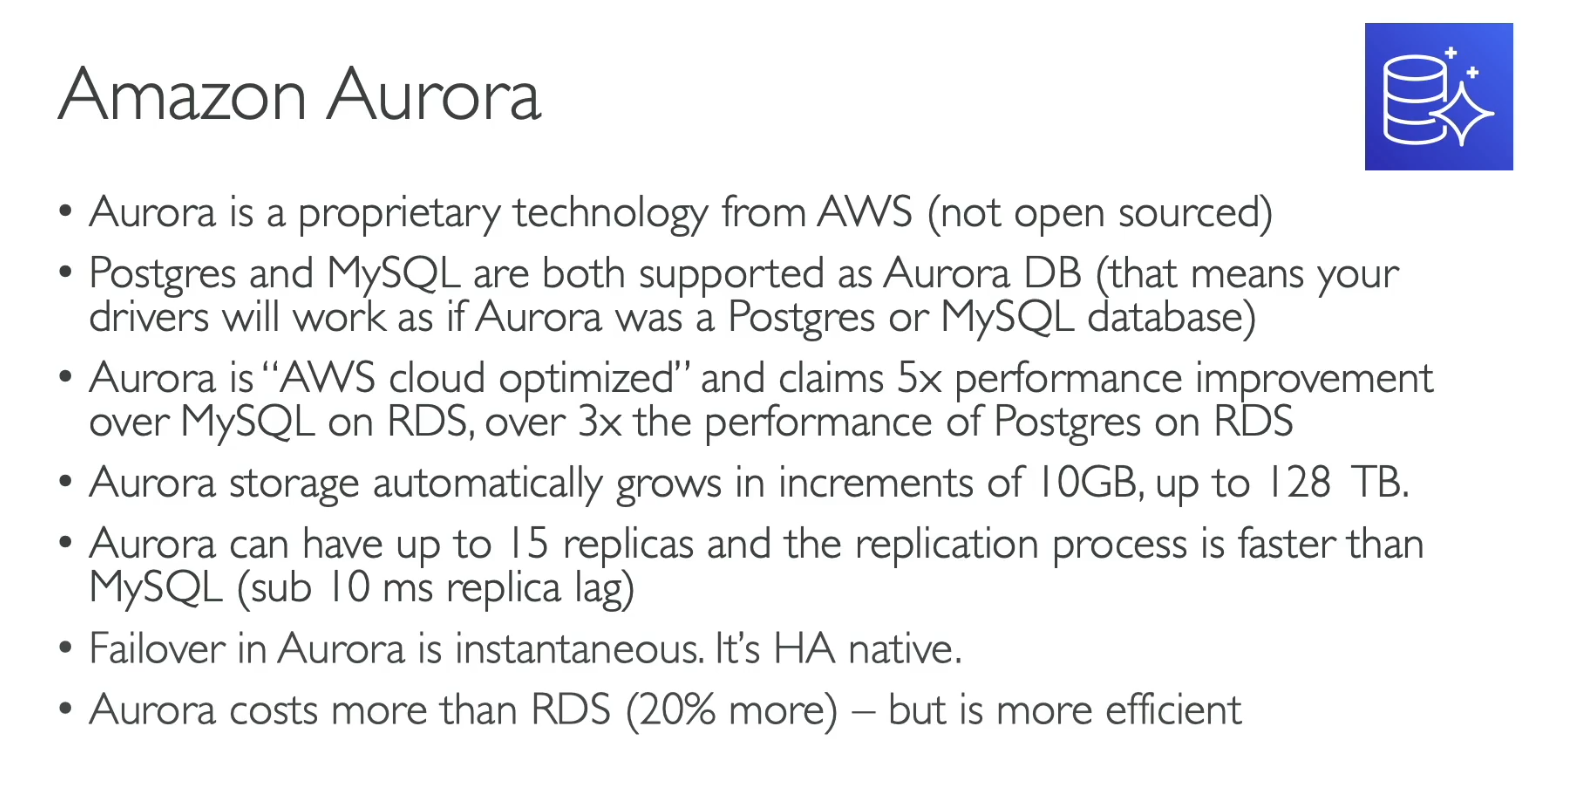 Amazon Aurora
• Aurora is a proprietary technology from AWS (not open sourced)
• Postgres and MySQL are both supported as Aurora DB (that means your
drivers will work as if Aurora was a Postgres or MySQL database)
• Aurora is “AWS cloud optimized” and claims 5x performance improvement
over MySQL on RDS, over 3x the performance of Postgres on RDS
• Aurora storage automatically grows in increments of 10GB, up to 128 TB.
• Aurora can have up to 15 replicas and the replication process is faster than
MySQL (sub 10 ms replica lag)
• Failover in Aurora is instantaneous. It’s HA native.
• Aurora costs more than RDS (20% more) – but is more efficient